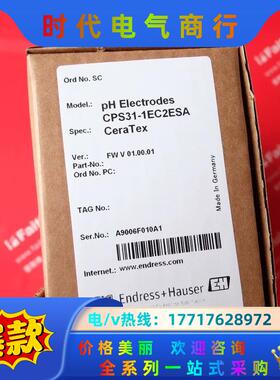 时代电气商行
Ord No. SC
Model.: pH Electrodes
CPS31-1EC2ESA
Spec.: CeraTex
Ver.: FW V 01.00.01
Part-No.:
Ord No. PC:
Made in Germany
TAG No.:
Ser.No.: A9006F010A1
Internet.: www.endress.com
Endress+Hauser
EH
爆款
电/v热线: 17717628972
价格美丽 欢迎咨询
全系列一站式采购